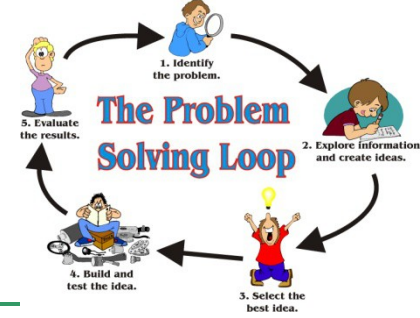 The Problem
Solving Loop
1. Identify
the problem.
2. Explore information
and create ideas.
3. Select the
best idea.
4. Build and
test the idea.
5. Evaluate
the results.